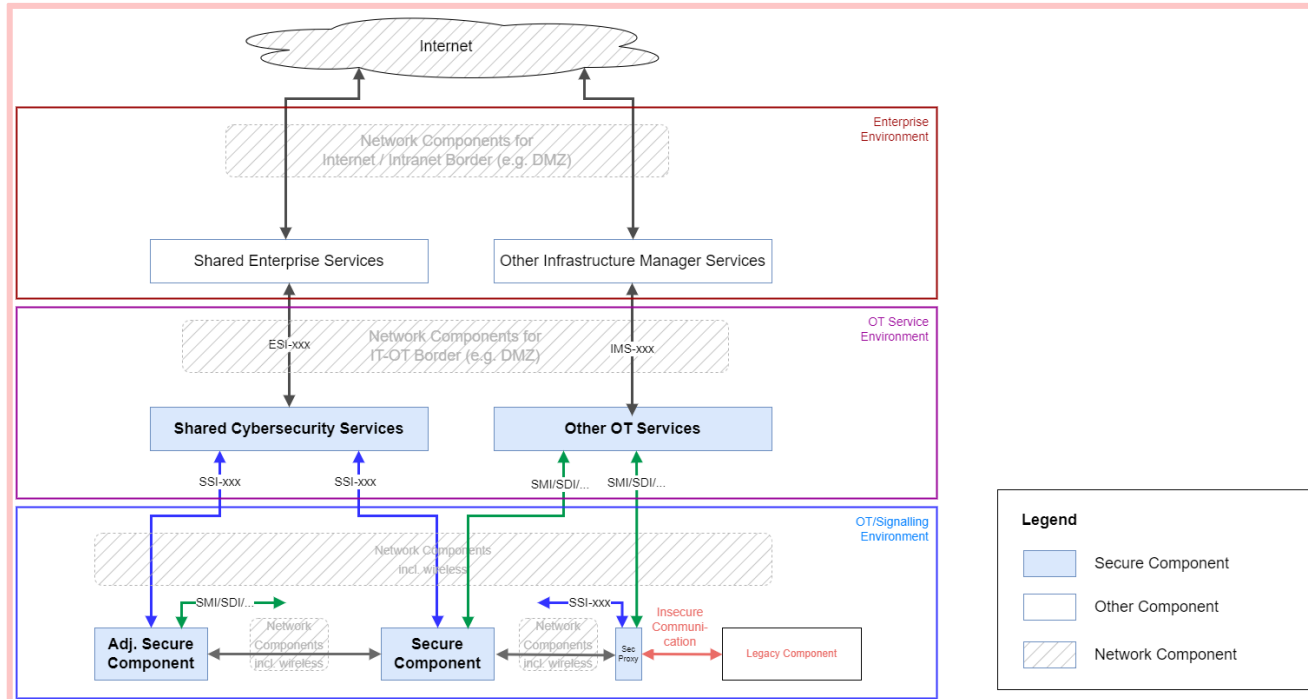 Internet
Enterprise
Environment
Network Components for
Internet / Intranet Border (e.g. DMZ)
Shared Enterprise Services
Other Infrastructure Manager Services
OT Service
Environment
Network Components for
IT-OT Border (e.g. DMZ)
ESI-xxx
IMS-xxx
Shared Cybersecurity Services
Other OT Services
SSI-xxx
SSI-xxx
SMI/SDI/...
SMI/SDI/...
OT/Signalling
Environment
Network Components
incl. wireless
SMI/SDI/...
SSI-xxx
Insecure
Communi-
cation
Adj. Secure
Component
Network
Components
incl. wireless
Secure
Component
Network
Components
incl. wireless
Sec
Proxy
Legacy Component
Legend
Secure Component
Other Component
Network Component